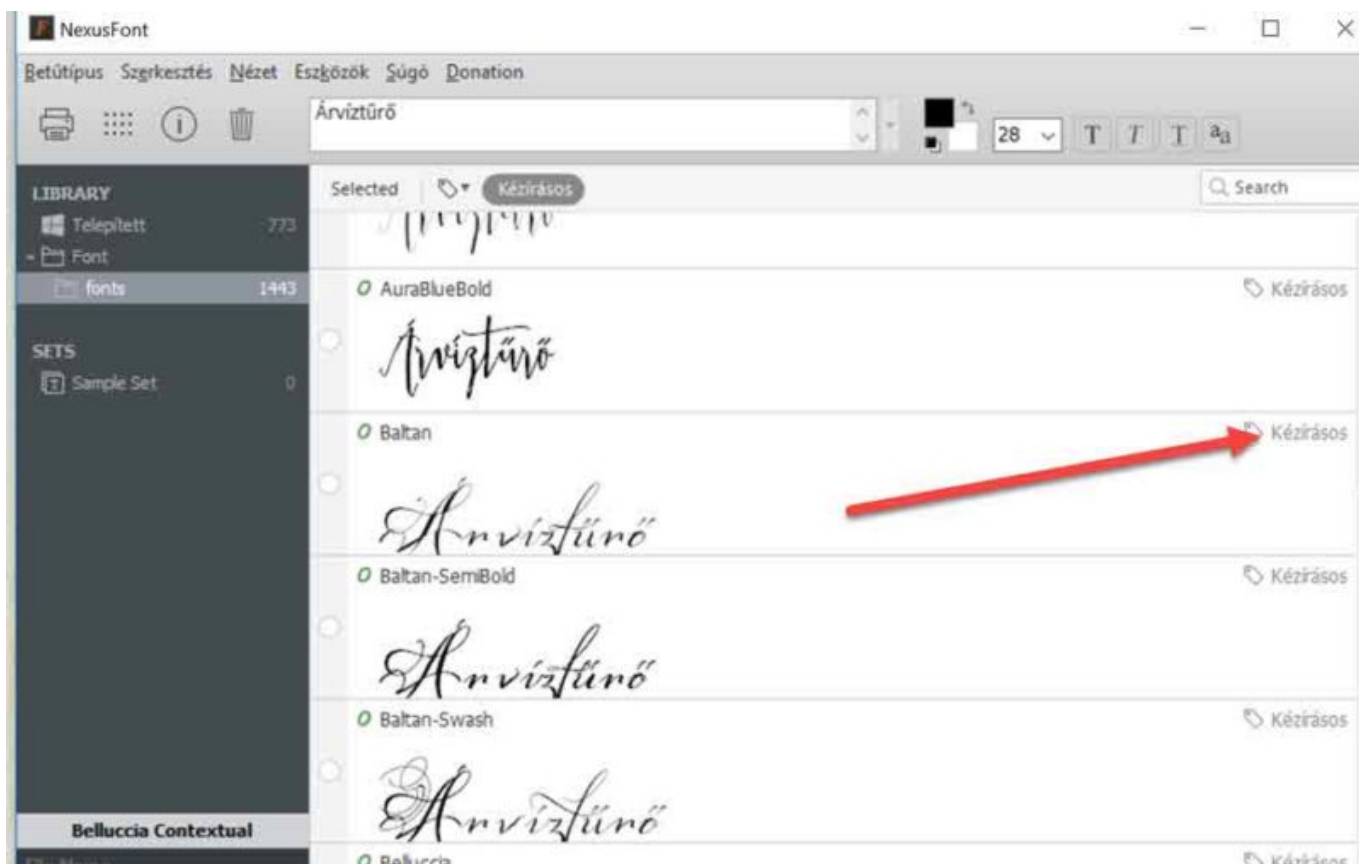 NexusFont
Betűtípus Szerkesztés Nézet Eszközök Súgó Donation
Árvíztűrő
28 T T T aa
LIBRARY
Telepített 773
Font
fonts 1443
SETS
Sample Set 0
Belluccia Contextual
Selected Kézírásos Search
Árvíztűrő
AuraBlueBold Kézírásos
Árvíztűrő
Baltan Kézírásos
Árvíztűrő
Baltan-SemiBold Kézírásos
Árvíztűrő
Baltan-Swash Kézírásos
Árvíztűrő
Belluccia Kézírásos